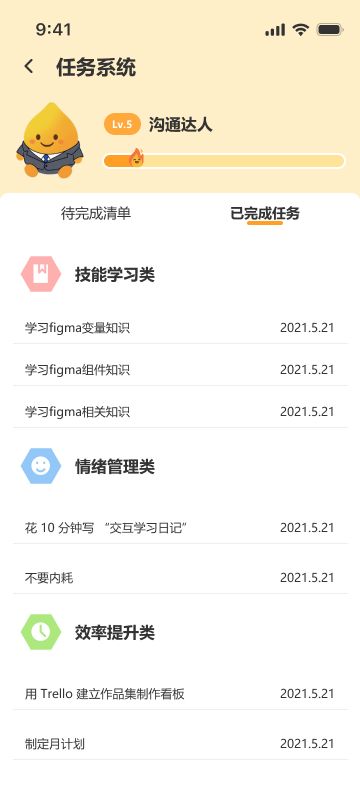 9:41
任务系统
Lv.5 沟通达人
待完成清单 已完成任务
技能学习类
学习figma变量知识 2021.5.21
学习figma组件知识 2021.5.21
学习figma相关知识 2021.5.21
情绪管理类
花 10 分钟写 “交互学习日记” 2021.5.21
不要内耗 2021.5.21
效率提升类
用 Trello 建立作品集制作看板 2021.5.21
制定月计划 2021.5.21